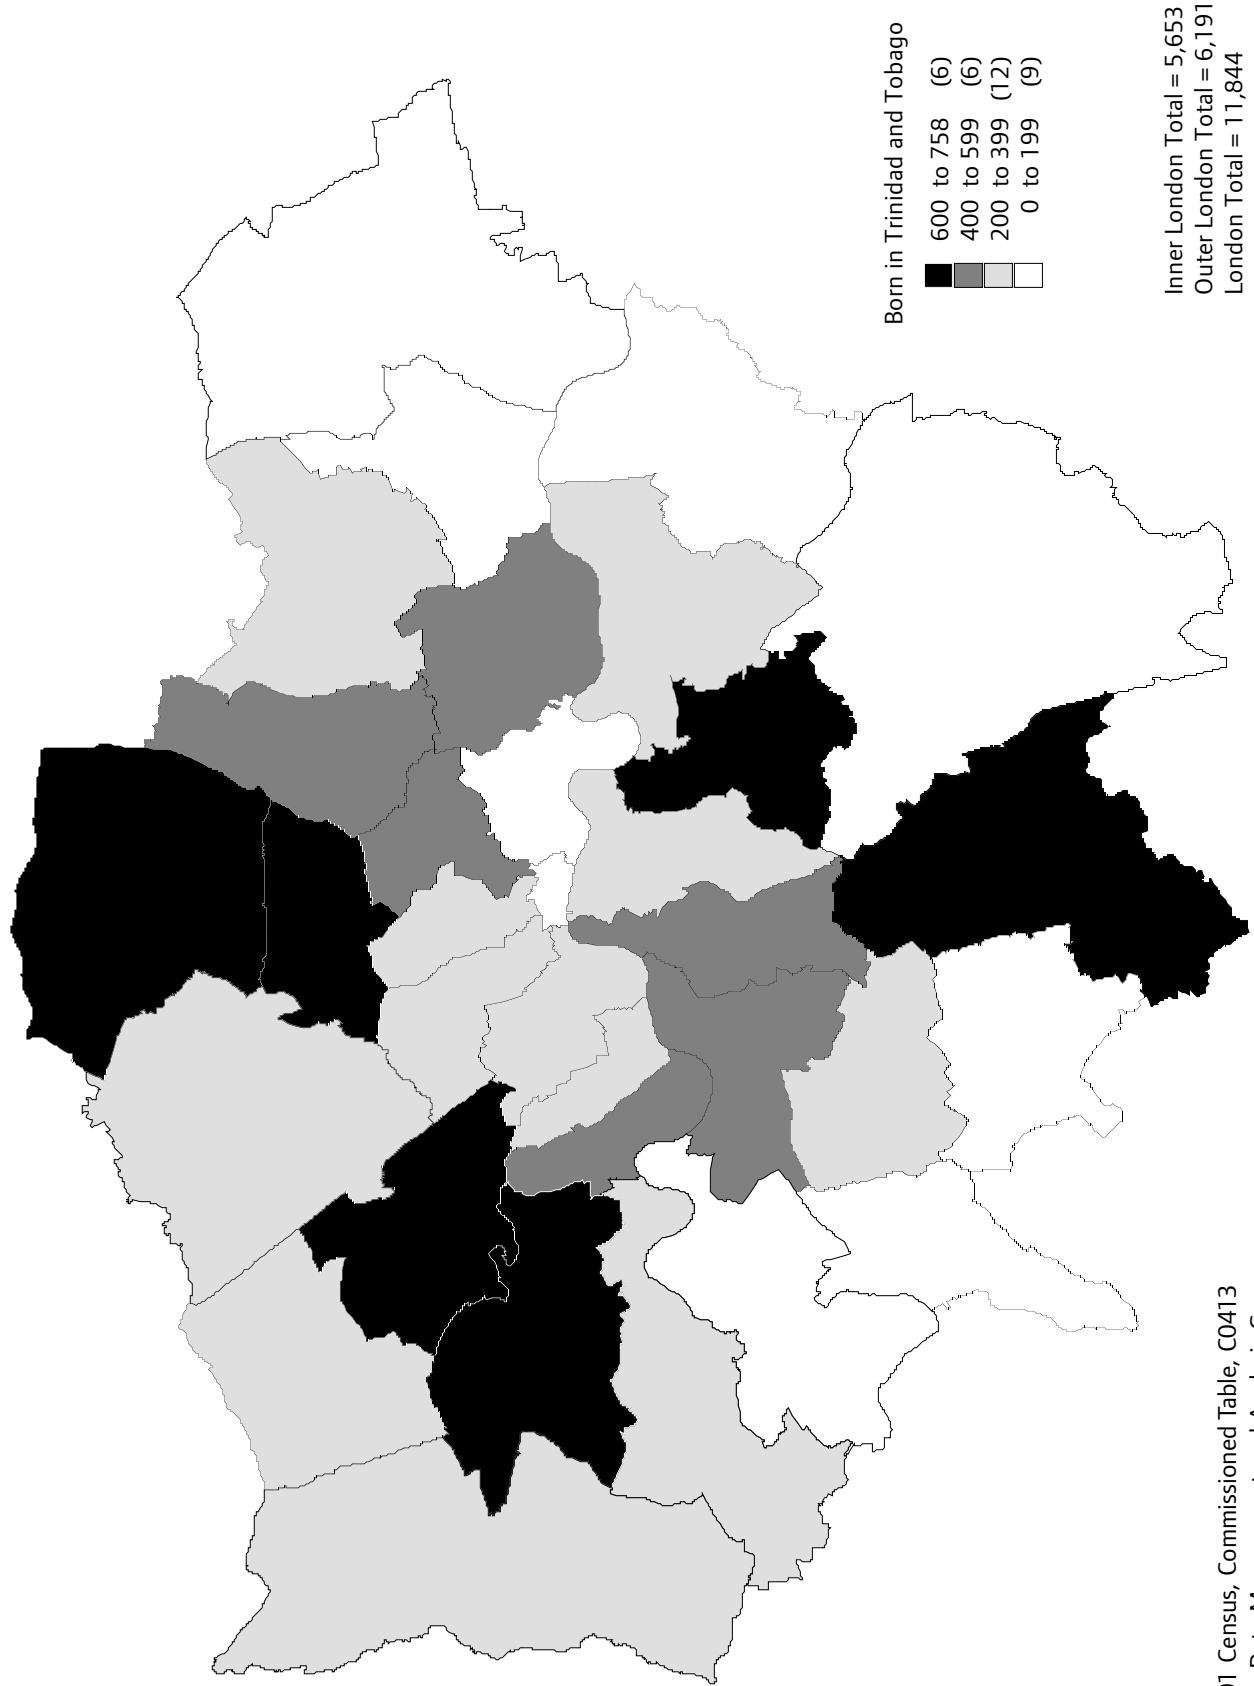 Born in Trinidad and Tobago
600 to 758 (6)
400 to 599 (6)
200 to 399 (12)
0 to 199 (9)
Inner London Total = 5,653
Outer London Total = 6,191
London Total = 11,844
Census, Commissioned Table, C0413